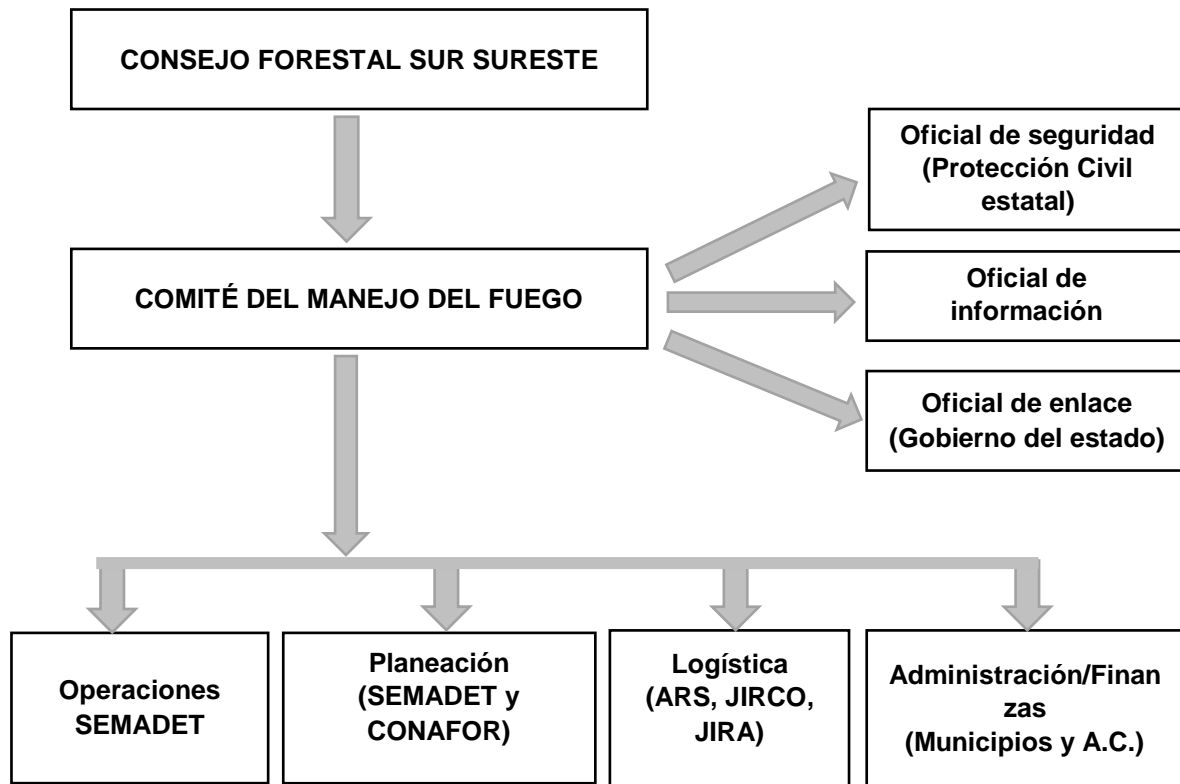 CONSEJO FORESTAL SUR SURESTE
Oficial de seguridad
(Protección Civil
estatal)
COMITÉ DEL MANEJO DEL FUEGO
Oficial de
información
Oficial de enlace
(Gobierno del estado)
Operaciones
SEMADET
Planeación
(SEMADET y
CONAFOR)
Logística
(ARS, JIRCO,
JIRA)
Administración/Finan
zas
(Municipios y A.C.)